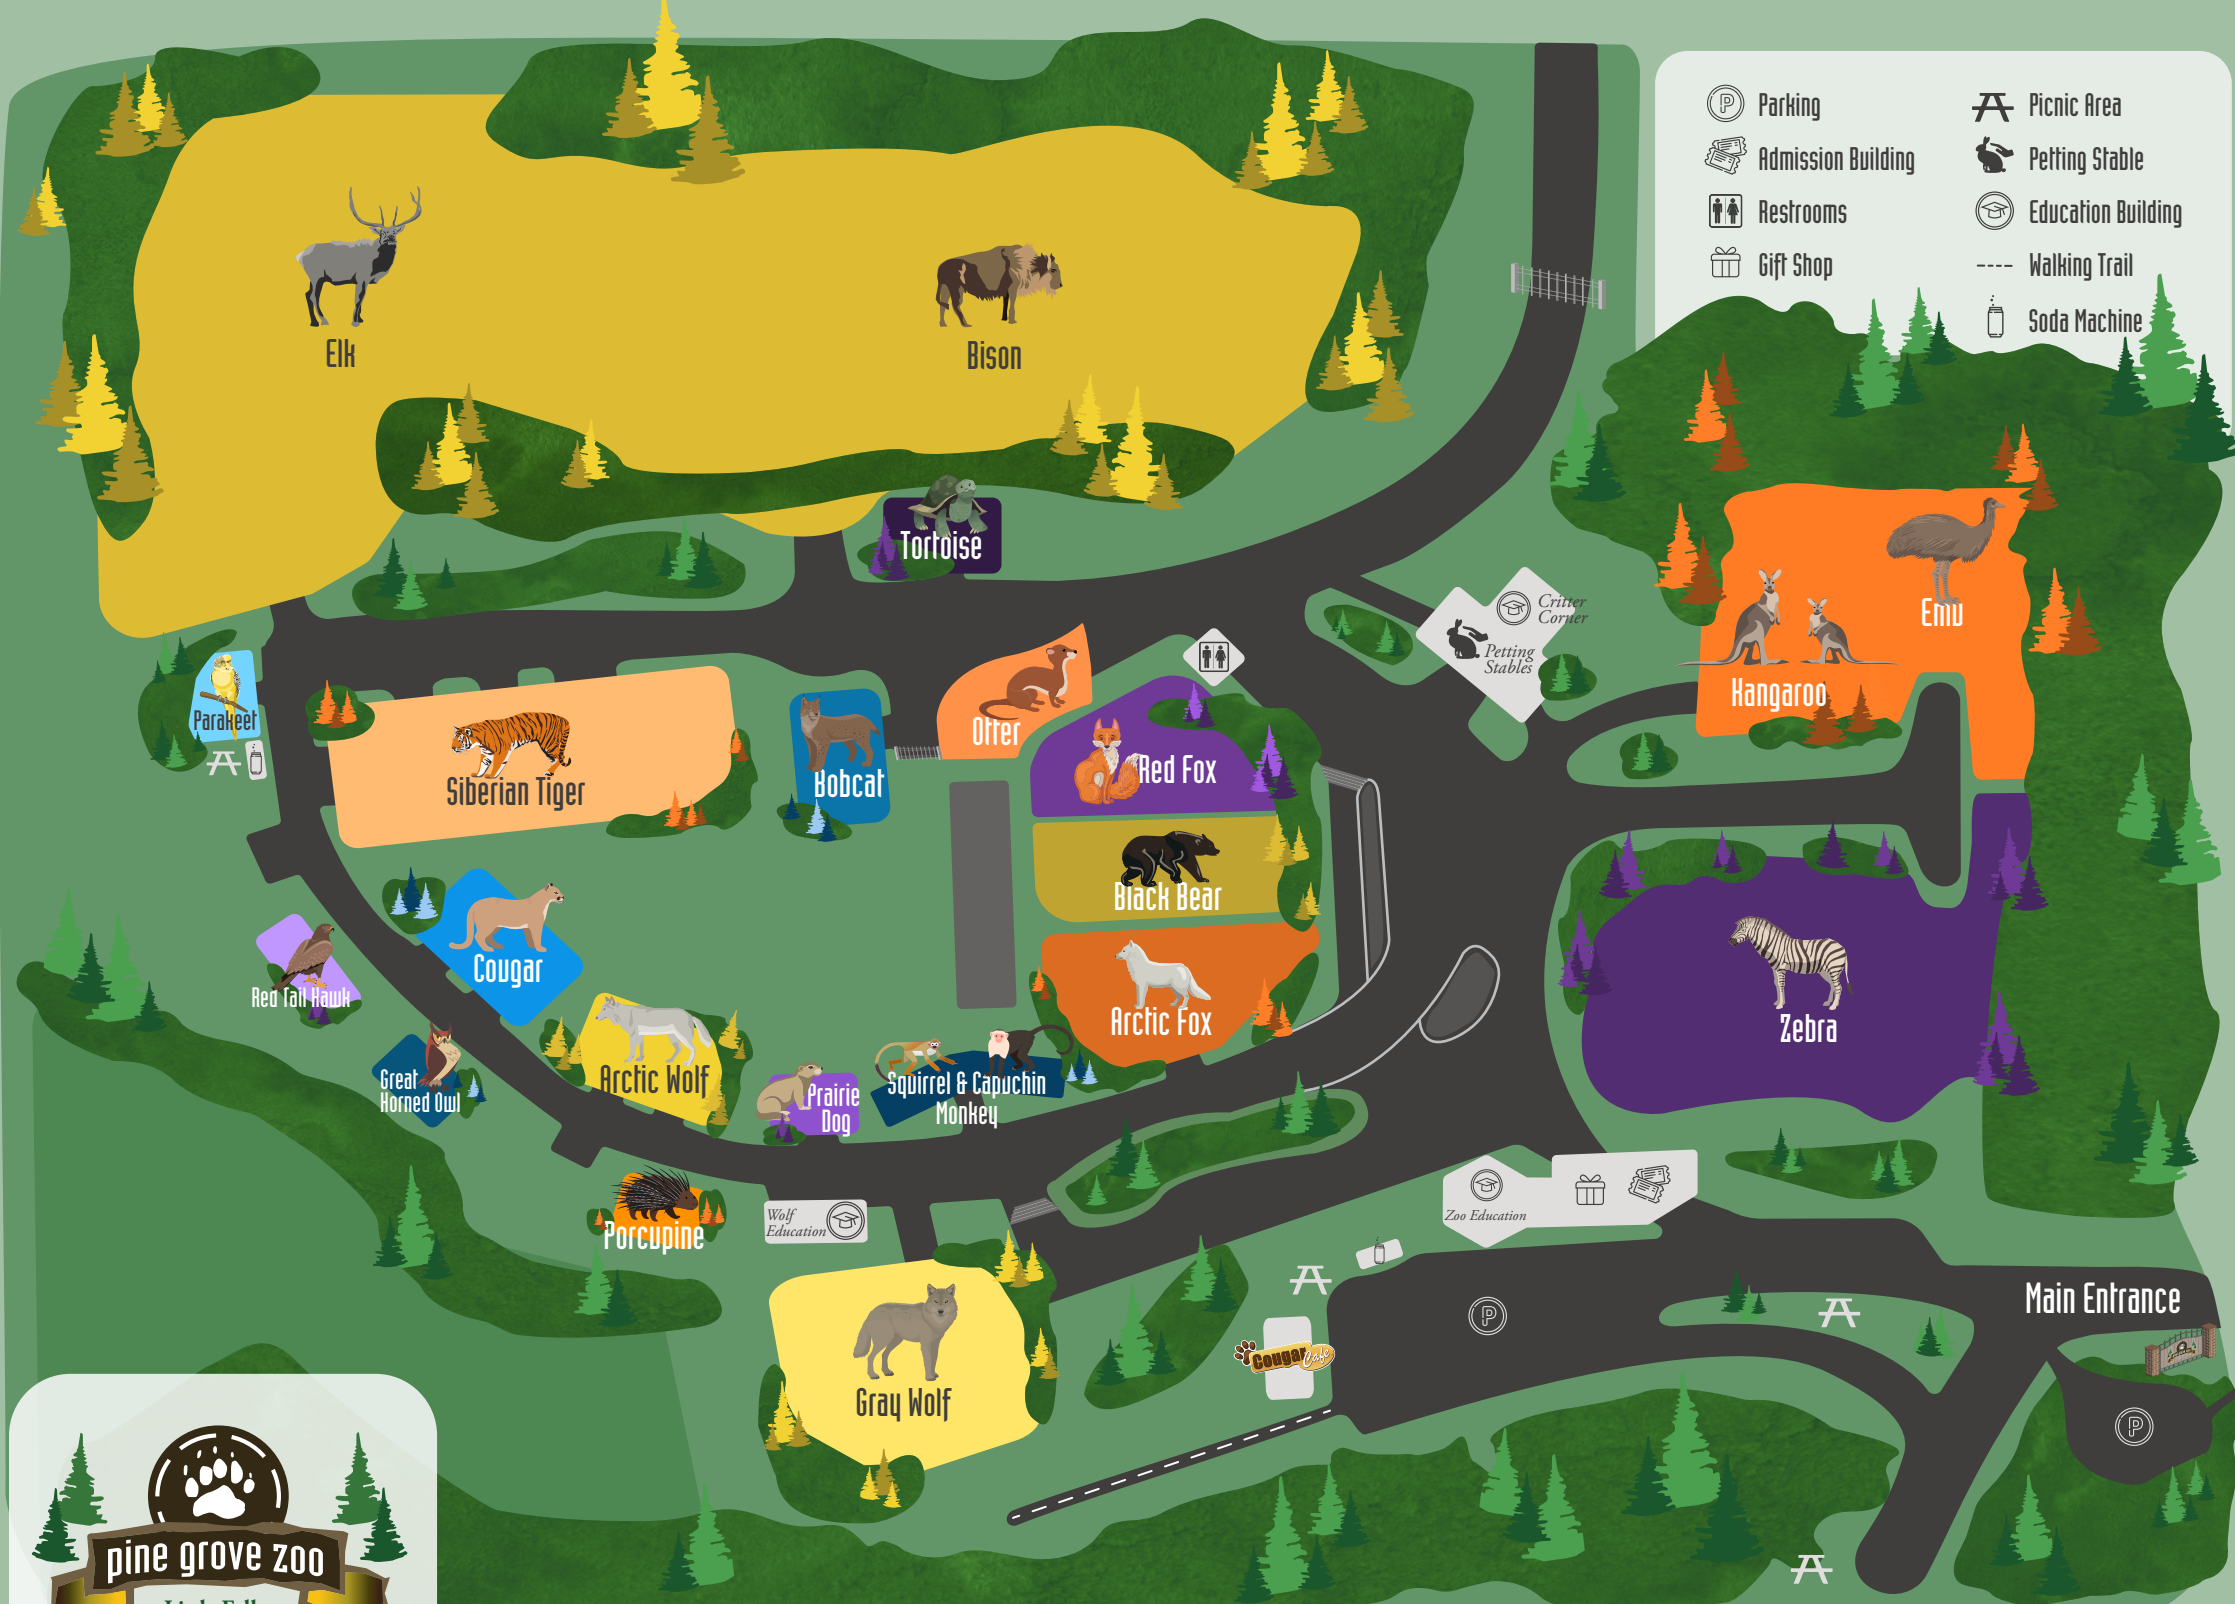 P Parking
Picnic Area
Admission Building
Petting Stable
Restrooms
Education Building
Gift Shop
Walking Trail
Soda Machine
Elk
Bison
Tortoise
Critter
Corner
Petting
Stables
Emu
Kangaroo
Parakeet
Siberian Tiger
Bobcat
Otter
Red Fox
Black Bear
Cougar
Red Tail Hawk
Arctic Fox
Zebra
Great
Horned Owl
Arctic Wolf
Prairie
Dog
Squirrel & Capuchin
Monkey
Porcupine
Wolf
Education
Zoo Education
Main Entrance
P
Cougar Cafe
Gray Wolf
P
pine grove zoo